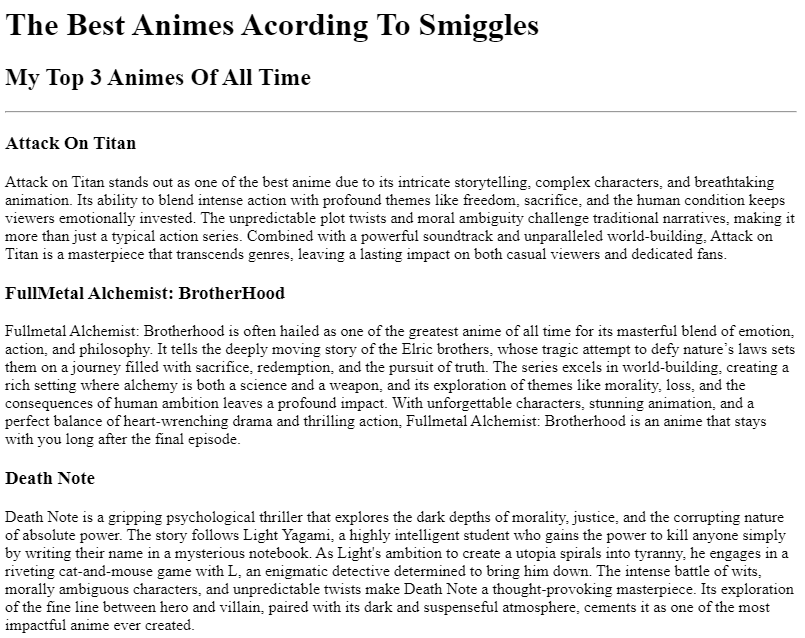 The Best Animes Acording To Smiggles
My Top 3 Animes Of All Time
Attack On Titan
Attack on Titan stands out as one of the best anime due to its intricate storytelling, complex characters, and breathtaking
animation. Its ability to blend intense action with profound themes like freedom, sacrifice, and the human condition keeps
viewers emotionally invested. The unpredictable plot twists and moral ambiguity challenge traditional narratives, making it
more than just a typical action series. Combined with a powerful soundtrack and unparalleled world-building, Attack on
Titan is a masterpiece that transcends genres, leaving a lasting impact on both casual viewers and dedicated fans.
FullMetal Alchemist: BrotherHood
Fullmetal Alchemist: Brotherhood is often hailed as one of the greatest anime of all time for its masterful blend of emotion,
action, and philosophy. It tells the deeply moving story of the Elric brothers, whose tragic attempt to defy nature’s laws sets
them on a journey filled with sacrifice, redemption, and the pursuit of truth. The series excels in world-building, creating a
rich setting where alchemy is both a science and a weapon, and its exploration of themes like morality, loss, and the
consequences of human ambition leaves a profound impact. With unforgettable characters, stunning animation, and a
perfect balance of heart-wrenching drama and thrilling action, Fullmetal Alchemist: Brotherhood is an anime that stays
with you long after the final episode.
Death Note
Death Note is a gripping psychological thriller that explores the dark depths of morality, justice, and the corrupting nature
of absolute power. The story follows Light Yagami, a highly intelligent student who gains the power to kill anyone simply
by writing their name in a mysterious notebook. As Light's ambition to create a utopia spirals into tyranny, he engages in a
riveting cat-and-mouse game with L, an enigmatic detective determined to bring him down. The intense battle of wits,
morally ambiguous characters, and unpredictable twists make Death Note a thought-provoking masterpiece. Its exploration
of the fine line between hero and villain, paired with its dark and suspenseful atmosphere, cements it as one of the most
impactful anime ever created.